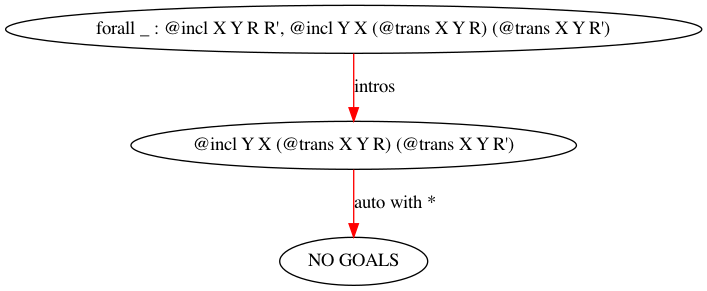 forall _ : @incl X Y R R', @incl Y X (@trans X Y R) (@trans X Y R')
intros
@incl Y X (@trans X Y R) (@trans X Y R')
auto with *
NO GOALS